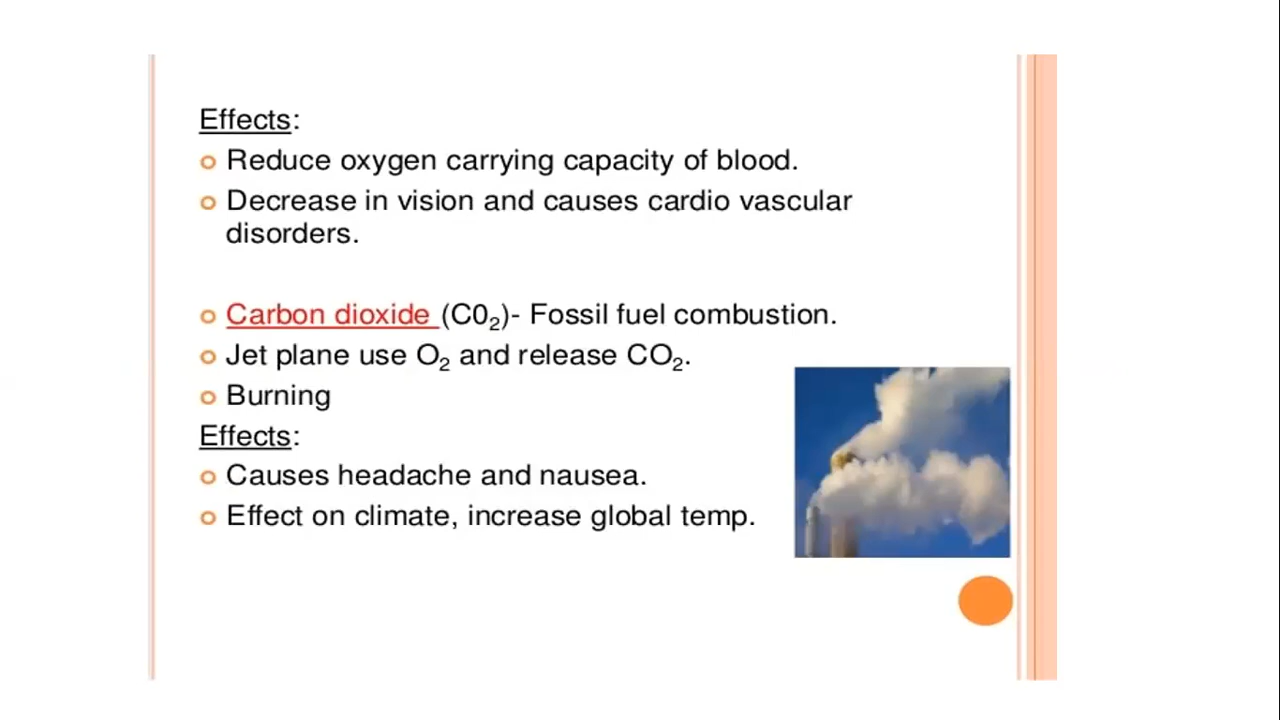 Effects:
Reduce oxygen carrying capacity of blood.
Decrease in vision and causes cardio vascular
disorders.
Carbon dioxide (C0₂)- Fossil fuel combustion.
Jet plane use O₂ and release CO₂.
Burning
Effects:
Causes headache and nausea.
Effect on climate, increase global temp.